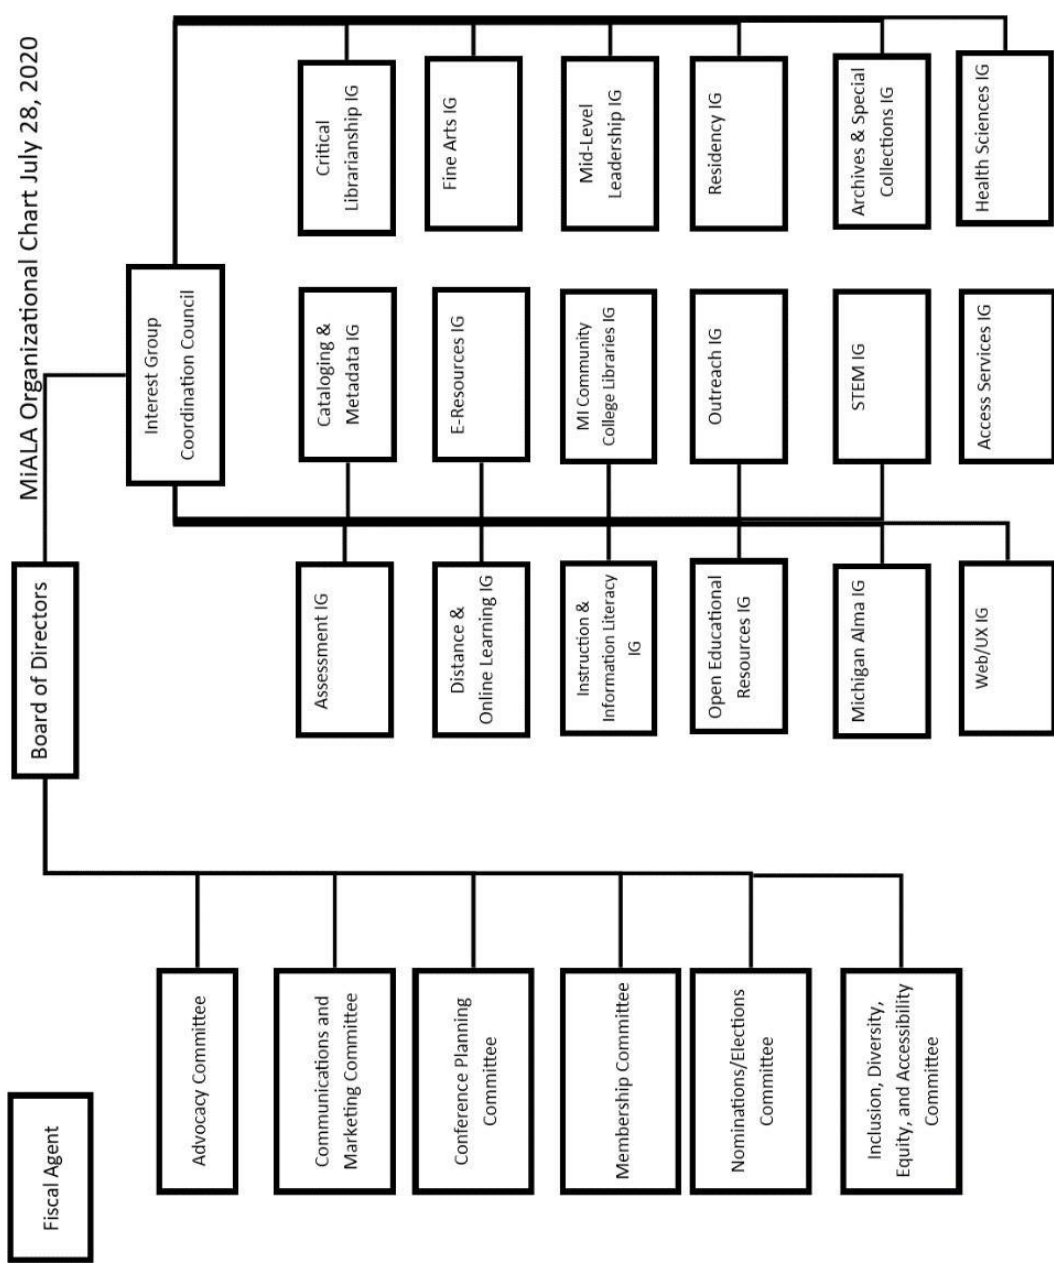 MiALA Organizational Chart July 28, 2020
Fiscal Agent
Board of Directors
Interest Group
Coordination Council
Advocacy Committee
Communications and
Marketing Committee
Conference Planning
Committee
Membership Committee
Nominations/Elections
Committee
Inclusion, Diversity,
Equity, and Accessibility
Committee
Assessment IG
Distance &
Online Learning IG
Instruction &
Information Literacy
IG
Open Educational
Resources IG
Michigan Alma IG
Web/UX IG
Cataloging &
Metadata IG
E-Resources IG
MI Community
College Libraries IG
Outreach IG
STEM IG
Access Services IG
Critical
Librarianship IG
Fine Arts IG
Mid-Level
Leadership IG
Residency IG
Archives & Special
Collections IG
Health Sciences IG